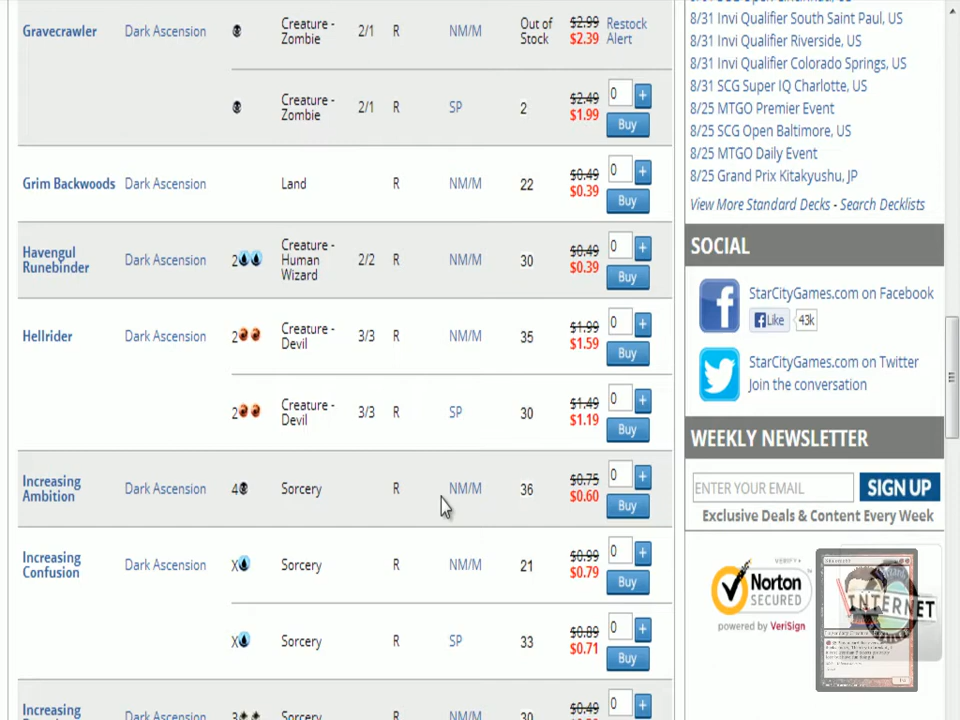 Gravecrawler Dark Ascension Creature - Zombie 2/1 R NM/M Out of Stock $2.99 $2.39 Restock Alert
Creature - Zombie 2/1 R SP 2 $2.49 $1.99 0 + Buy
Grim Backwoods Dark Ascension Land R NM/M 22 $0.49 $0.39 0 + Buy
Havengul Runebinder Dark Ascension 2 Creature - Human Wizard 2/2 R NM/M 30 $0.49 $0.39 0 + Buy
Hellrider Dark Ascension 2 Creature - Devil 3/3 R NM/M 35 $1.99 $1.59 0 + Buy
2 Creature - Devil 3/3 R SP 30 $1.49 $1.19 0 + Buy
Increasing Ambition Dark Ascension 4 Sorcery R NM/M 36 $0.75 $0.60 0 + Buy
Increasing Confusion Dark Ascension X Sorcery R NM/M 21 $0.99 $0.79 0 + Buy
X Sorcery R SP 33 $0.89 $0.71 0 + Buy
Increasing Dark Ascension 3 Sorcery R NM/M 30 $0.49 0 +
8/31 Invi Qualifier South Saint Paul, US
8/31 Invi Qualifier Riverside, US
8/31 Invi Qualifier Colorado Springs, US
8/31 SCG Super IQ Charlotte, US
8/25 MTGO Premier Event
8/25 SCG Open Baltimore, US
8/25 MTGO Daily Event
8/25 Grand Prix Kitakyushu, JP
View More Standard Decks - Search Decklists
SOCIAL
StarCityGames.com on Facebook
f Like 43k
StarCityGames.com on Twitter
Join the conversation
WEEKLY NEWSLETTER
ENTER YOUR EMAIL SIGN UP
Exclusive Deals & Content Every Week
VERIFY
Norton
SECURED
powered by VeriSign
INTERNET